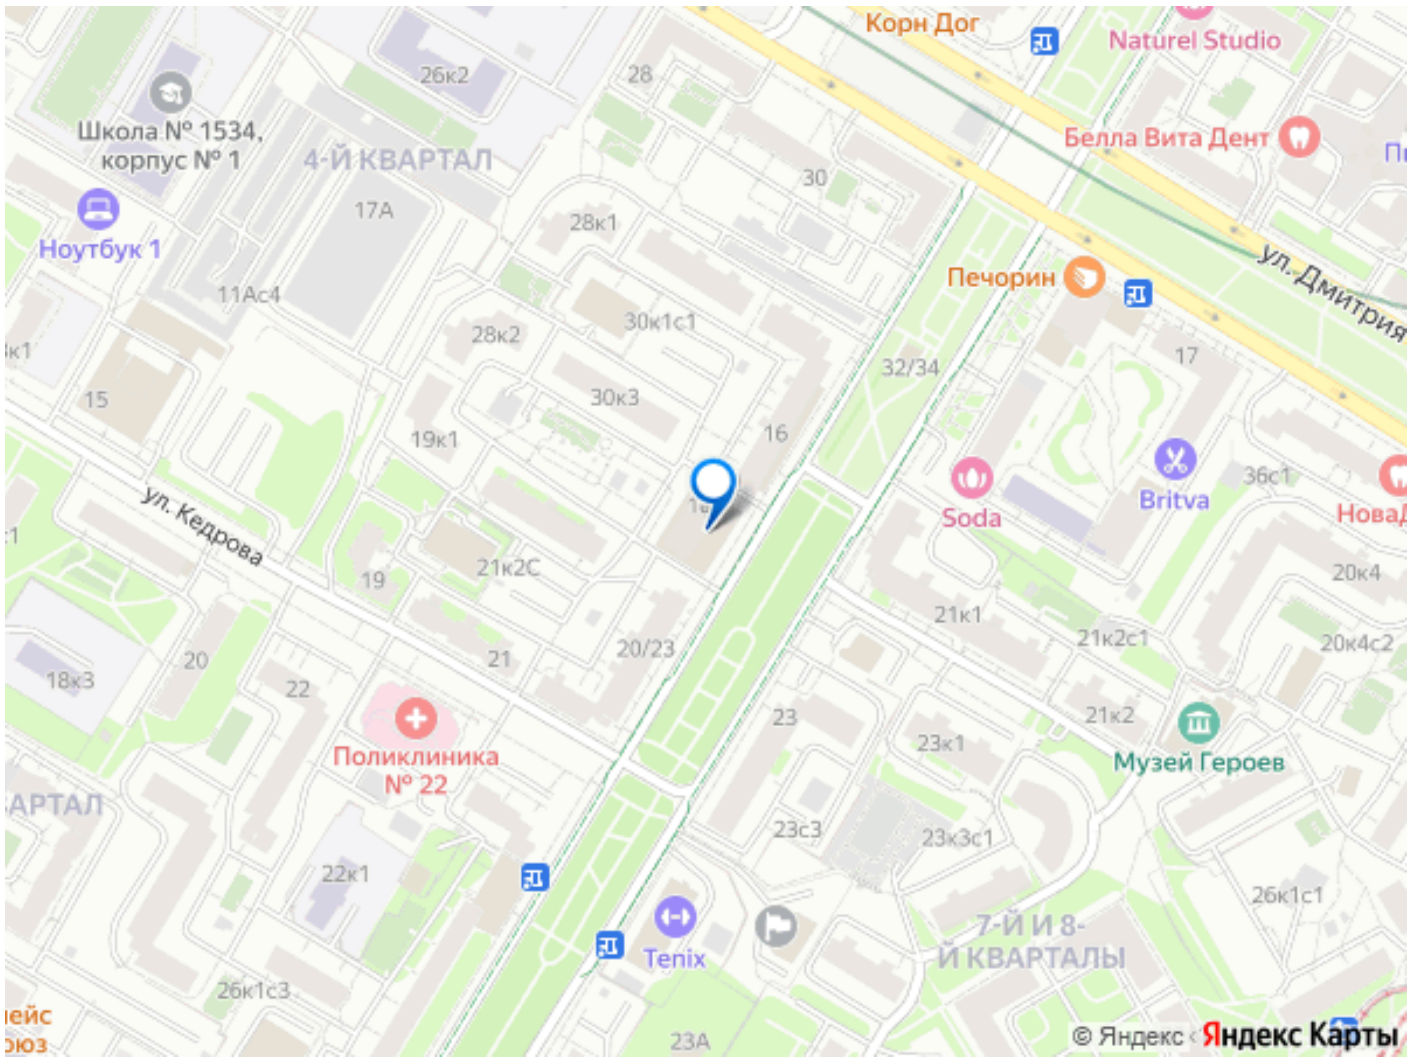 Корн Дог
Naturel Studio
26к2
28
Школа № 1534,
корпус № 1
4-Й КВАРТАЛ
Белла Вита Дент
30
17А
28к1
Ноутбук 1
ул. Дмитрия
Печорин
11Ас4
30к1с1
28к2
17
32/34
15
30к3
16
19к1
36с1
Britva
Soda
ул. Кедрова
21к2С
19
20к4
21к1
21к2с1
20/23
20к4с2
21
20
18к3
22
23
21к2
23к1
Поликлиника
№ 22
Музей Героев
23с3
23к3с1
22к1
26к1с1
7-Й И 8-
Й КВАРТАЛЫ
Tenix
26к1с3
23А
© Яндекс
Яндекс Карты